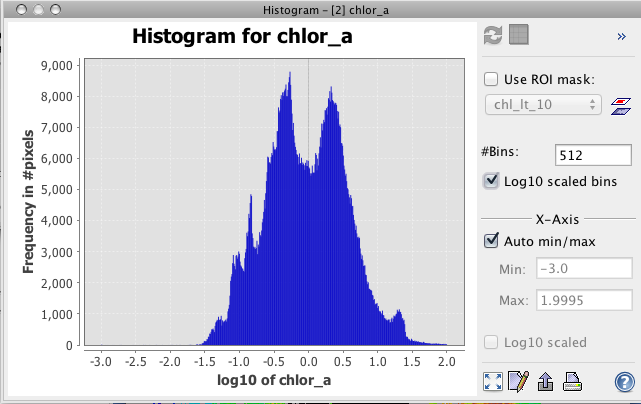 Histogram – [2] chlor_a
Histogram for chlor_a
9,000
8,000
7,000
6,000
5,000
4,000
3,000
2,000
1,000
0
Frequency in #pixels
-3.0 -2.5 -2.0 -1.5 -1.0 -0.5 0.0 0.5 1.0 1.5 2.0
log10 of chlor_a
»
Use ROI mask:
chl_lt_10
#Bins: 512
Log10 scaled bins
X-Axis
Auto min/max
Min: -3.0
Max: 1.9995
Log10 scaled
?